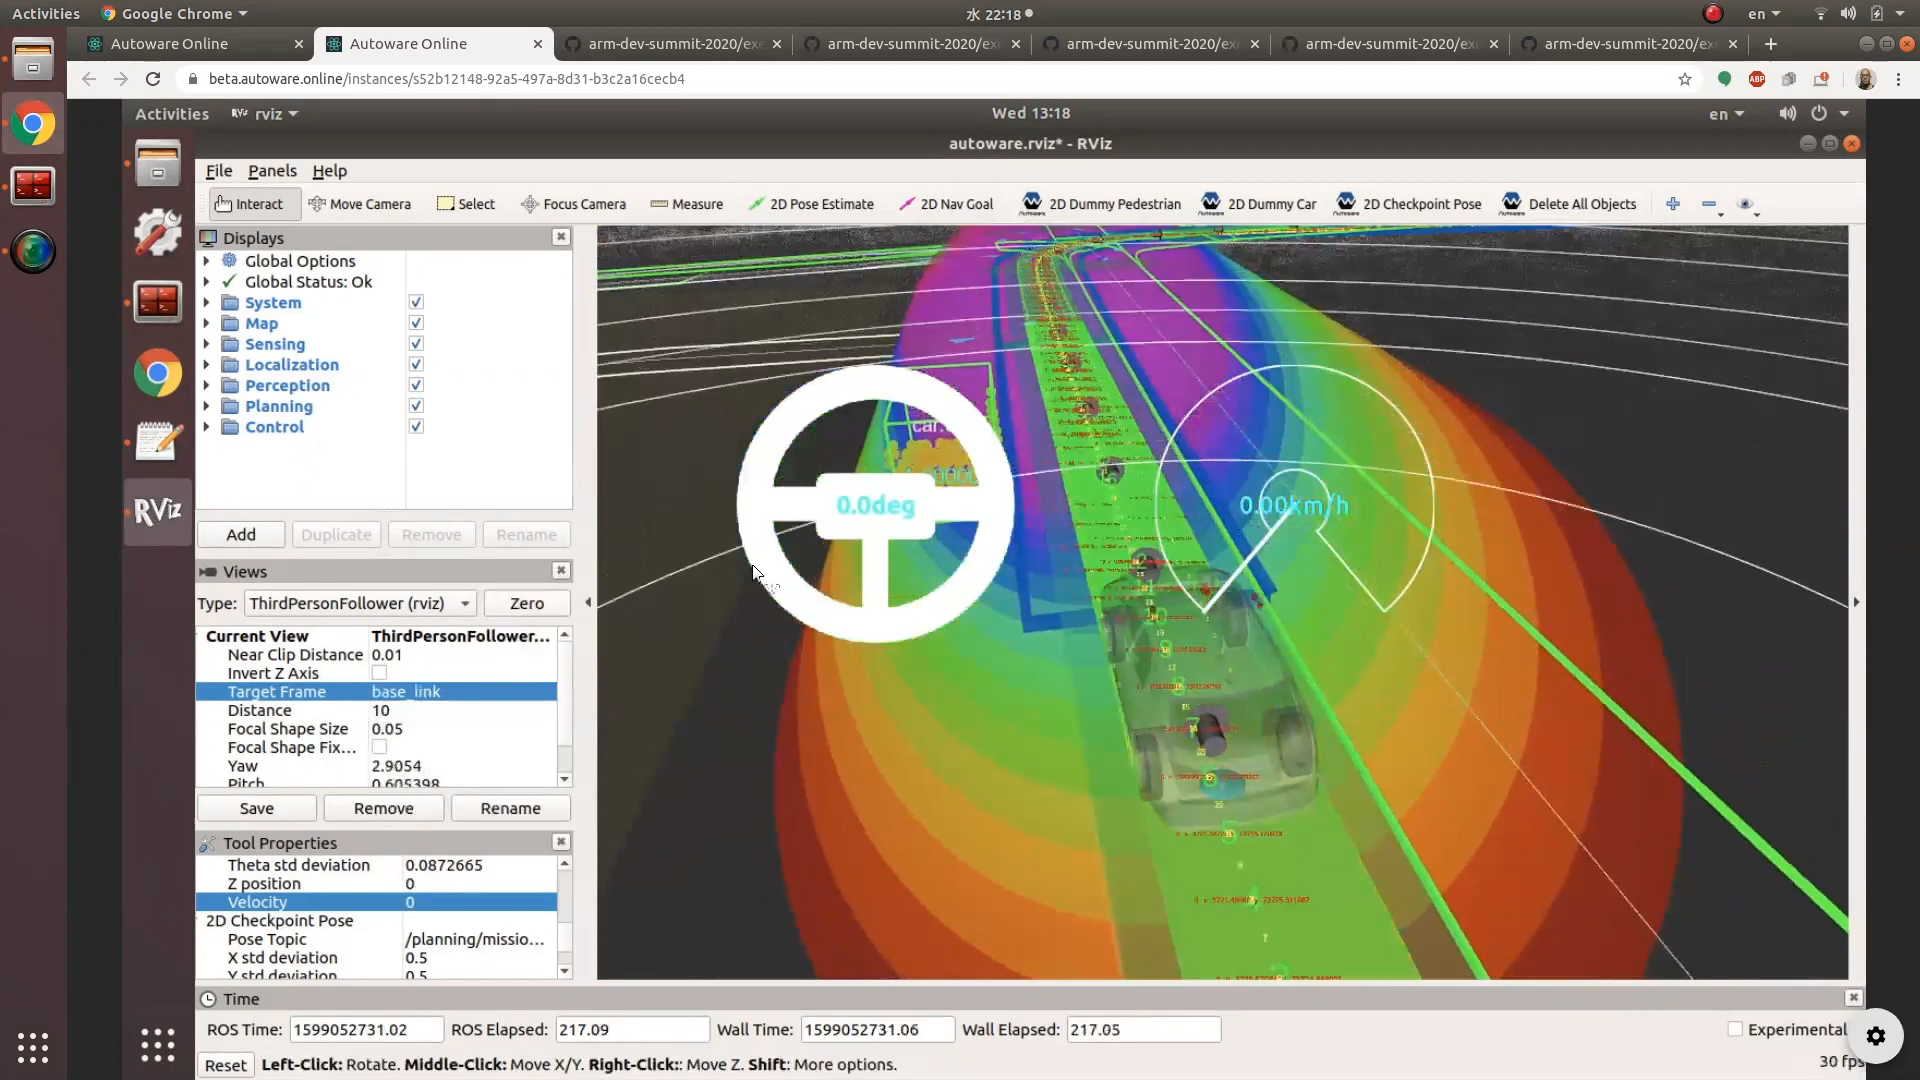 Activities Google Chrome 水 22:18 en
Autoware Online Autoware Online arm-dev-summit-2020/ex arm-dev-summit-2020/ex arm-dev-summit-2020/ex arm-dev-summit-2020/ex arm-dev-summit-2020/ex
beta.autoware.online/instances/s52b12148-92a5-497a-8d31-b3c2a16cecb4 ABP
Activities RViz rviz Wed 13:18 en
autoware.rviz* - RViz
File Panels Help
Interact Move Camera Select Focus Camera Measure 2D Pose Estimate 2D Nav Goal 2D Dummy Pedestrian 2D Dummy Car 2D Checkpoint Pose Delete All Objects
Displays
Global Options
Global Status: Ok
System
Map
Sensing
Localization
Perception
Planning
Control
RViz
Add Duplicate Remove Rename
Views
Type: ThirdPersonFollower (rviz) Zero
Current View ThirdPersonFollower...
Near Clip Distance 0.01
Invert Z Axis
Target Frame base_link
Distance 10
Focal Shape Size 0.05
Focal Shape Fix...
Yaw 2.9054
Pitch 0.605398
Save Remove Rename
Tool Properties
Theta std deviation 0.0872665
Z position 0
Velocity 0
2D Checkpoint Pose
Pose Topic /planning/missio...
X std deviation 0.5
Y std deviation 0.5
0.0deg
0.00km/h
Time
ROS Time: 1599052731.02 ROS Elapsed: 217.09 Wall Time: 1599052731.06 Wall Elapsed: 217.05 Experimental
Reset Left-Click: Rotate. Middle-Click: Move X/Y. Right-Click:: Move Z. Shift: More options. 30 fps